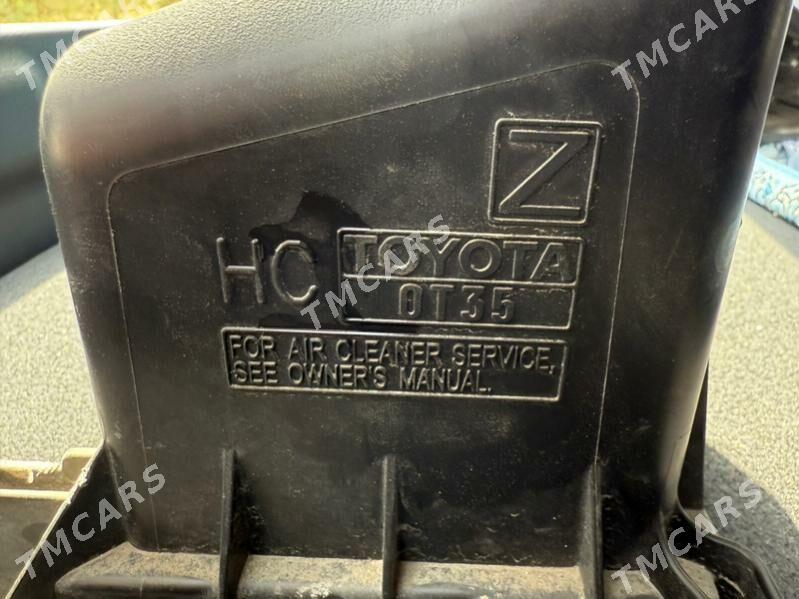 Z
HC TOYOTA
0T35
FOR AIR CLEANER SERVICE,
SEE OWNER'S MANUAL.
TMCARS
TMCARS
TMCARS
TMCARS
TMCARS
TMCARS